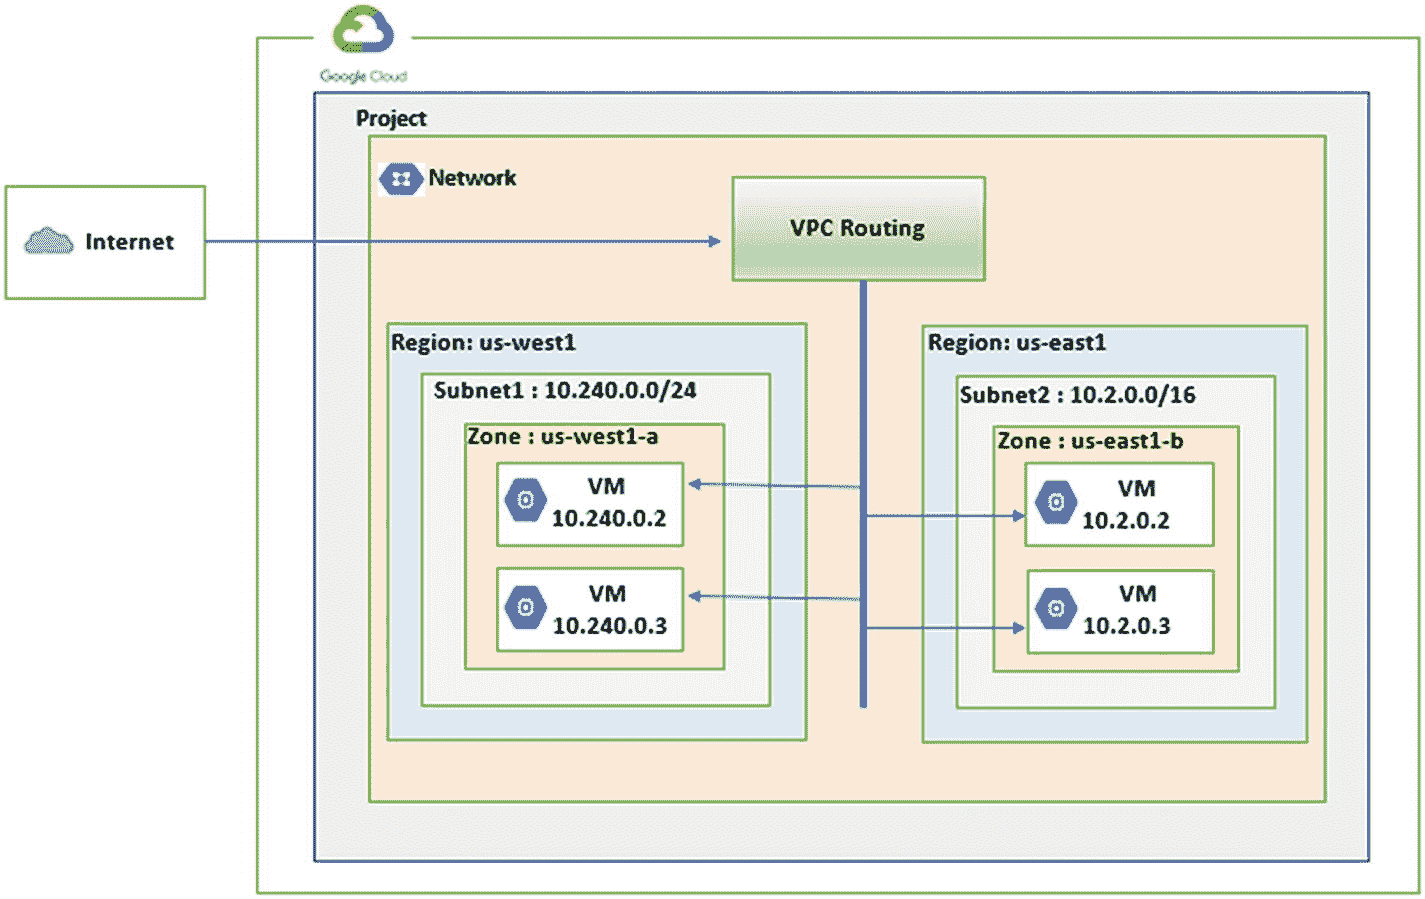 Google Cloud
Project
Network
Internet
VPC Routing
Region: us-west1
Subnet1 : 10.240.0.0/24
Zone : us-west1-a
VM
10.240.0.2
VM
10.240.0.3
Region: us-east1
Subnet2 : 10.2.0.0/16
Zone : us-east1-b
VM
10.2.0.2
VM
10.2.0.3